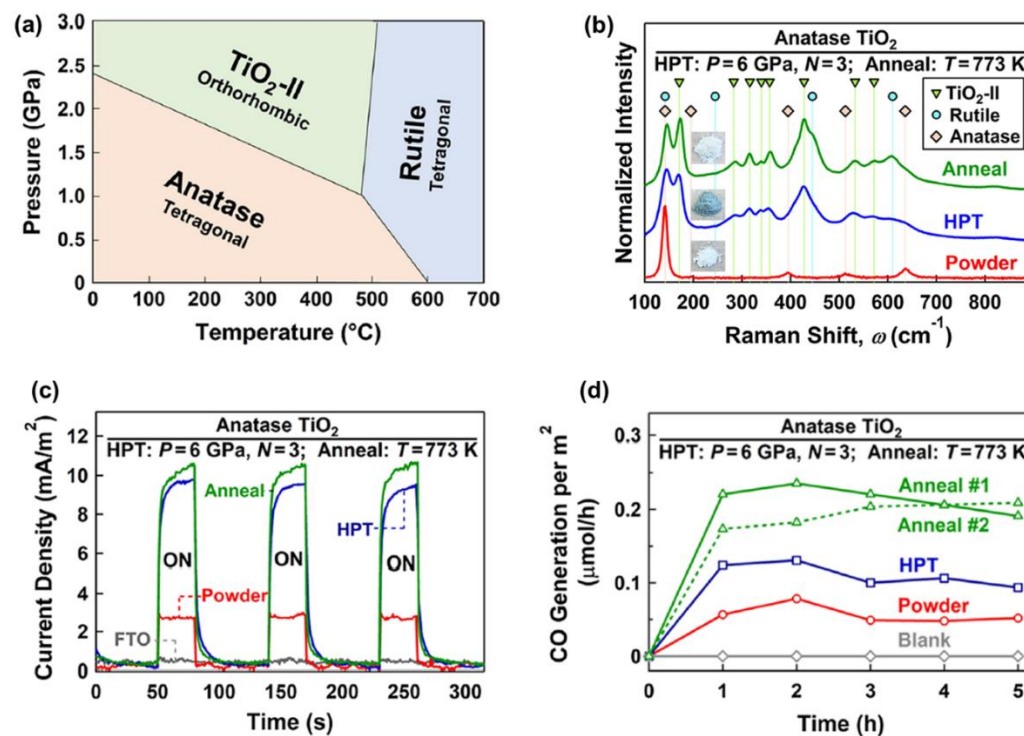 (a)
3.0
2.5
2.0
1.5
1.0
0.5
0
Pressure (GPa)
TiO2-II
Orthorhombic
Anatase
Tetragonal
Rutile
Tetragonal
0 100 200 300 400 500 600 700
Temperature (°C)
(b)
Anatase TiO2
HPT: P = 6 GPa, N = 3; Anneal: T = 773 K
TiO2-II
Rutile
Anatase
Normalized Intensity
Anneal
HPT
Powder
100 200 300 400 500 600 700 800
Raman Shift, ω (cm-1)
(c)
Anatase TiO2
HPT: P = 6 GPa, N = 3; Anneal: T = 773 K
12
10
8
6
4
2
0
Current Density (mA/m2)
Anneal
HPT
ON ON ON
Powder
FTO
0 50 100 150 200 250 300
Time (s)
(d)
Anatase TiO2
HPT: P = 6 GPa, N = 3; Anneal: T = 773 K
0.3
0.2
0.1
0
CO Generation per m2
(μmol/h)
Anneal #1
Anneal #2
HPT
Powder
Blank
0 1 2 3 4 5
Time (h)